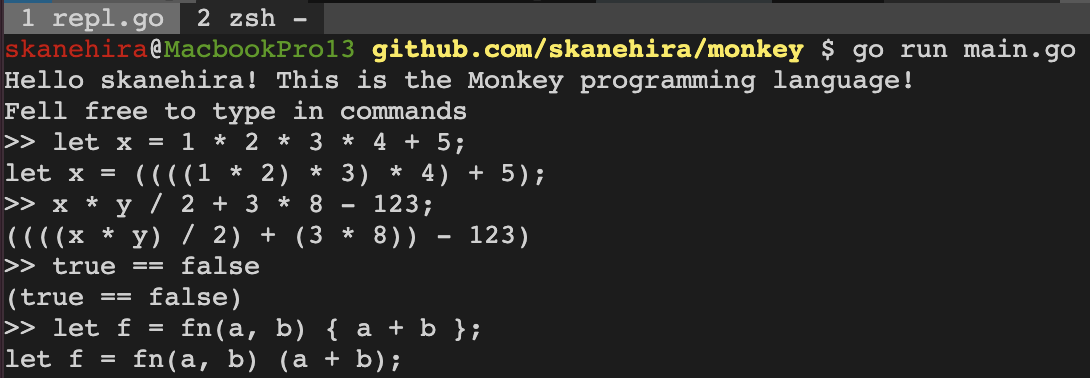 1 repl.go 2 zsh -
skanehira@MacbookPro13 github.com/skanehira/monkey $ go run main.go
Hello skanehira! This is the Monkey programming language!
Fell free to type in commands
>> let x = 1 * 2 * 3 * 4 + 5;
let x = ((((1 * 2) * 3) * 4) + 5);
>> x * y / 2 + 3 * 8 - 123;
((((x * y) / 2) + (3 * 8)) - 123)
>> true == false
(true == false)
>> let f = fn(a, b) { a + b };
let f = fn(a, b) (a + b);